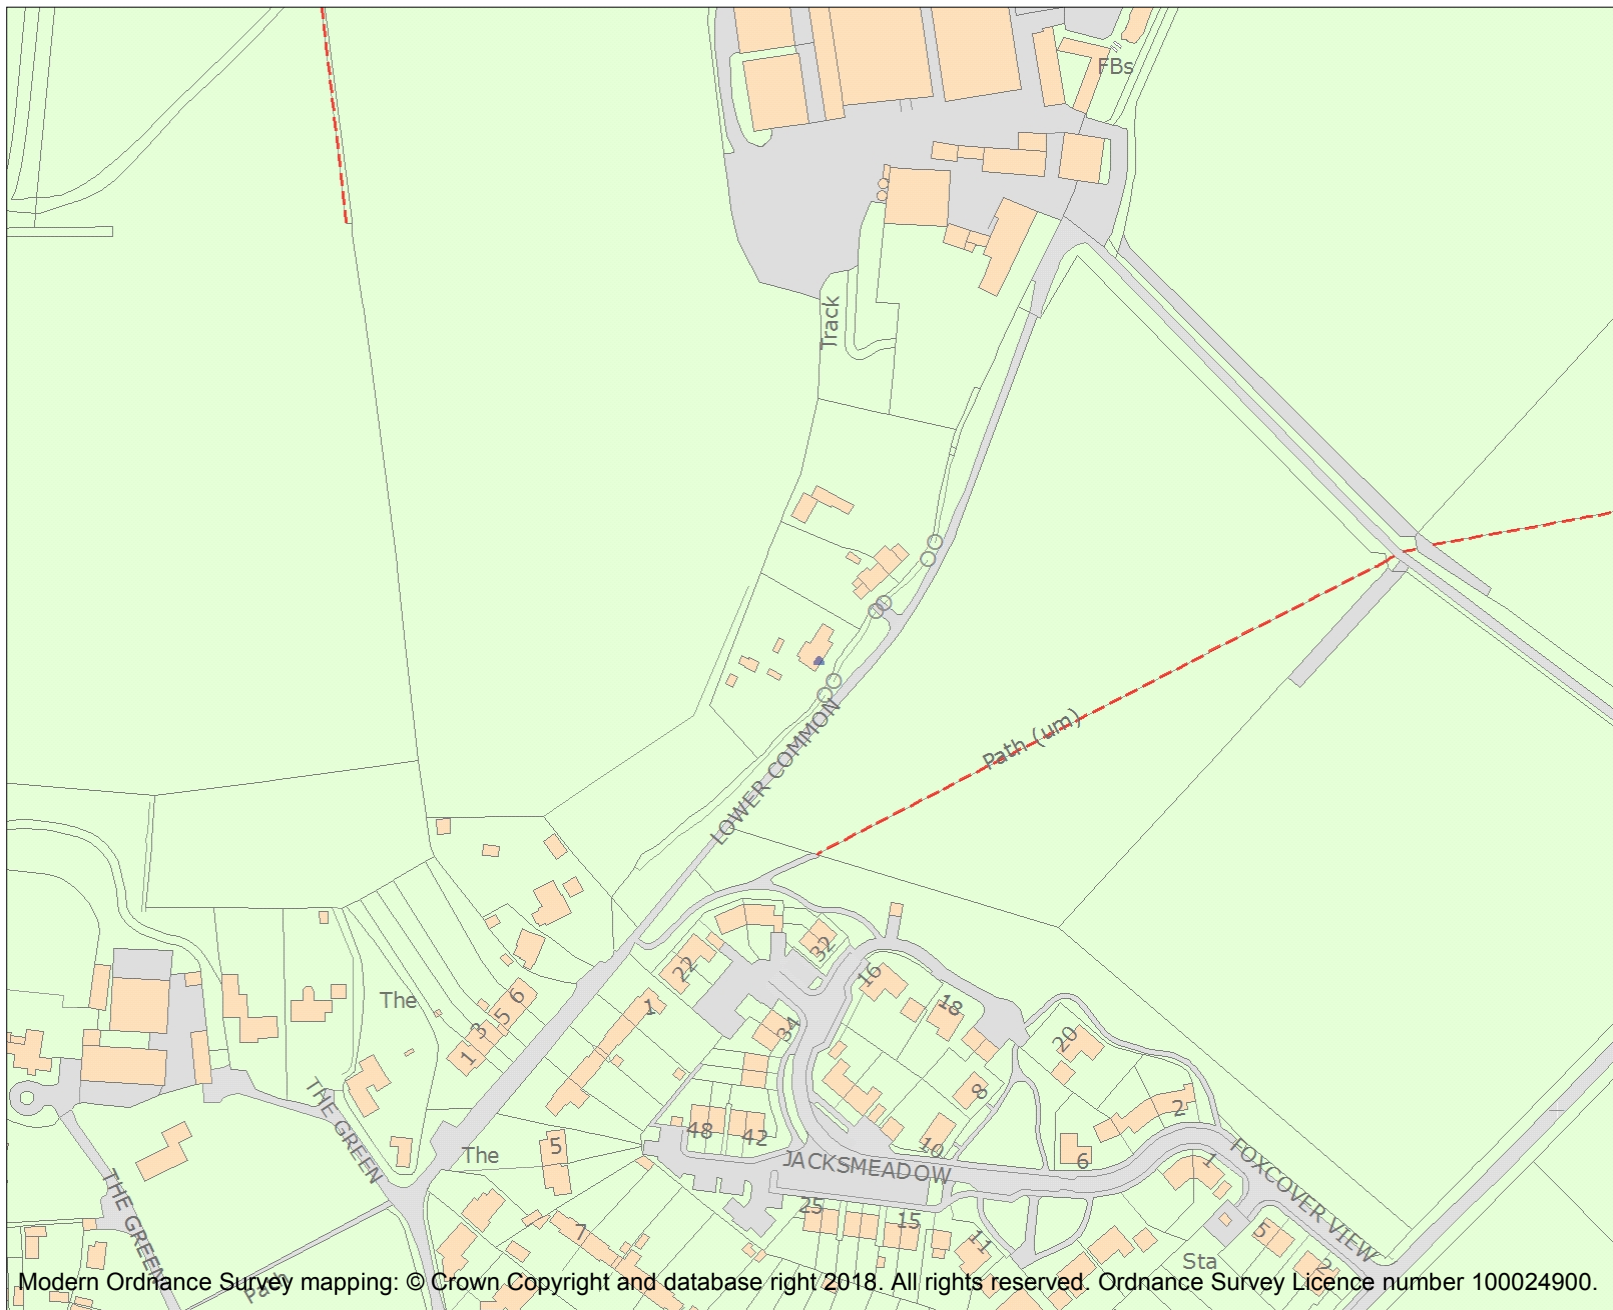 FBs
Track
Path (um)
LOWER COMMON
32
22
16
The
6
5
3
1
1
34
18
20
8
2
THE GREEN
48
42
10
6
1
5
The
JACKSMEADOW
FOXCOVER VIEW
THE GREEN
25
15
7
11
5
2
Sta
Path
Modern Ordnance Survey mapping: © Crown Copyright and database right 2018. All rights reserved. Ordnance Survey Licence number 100024900.